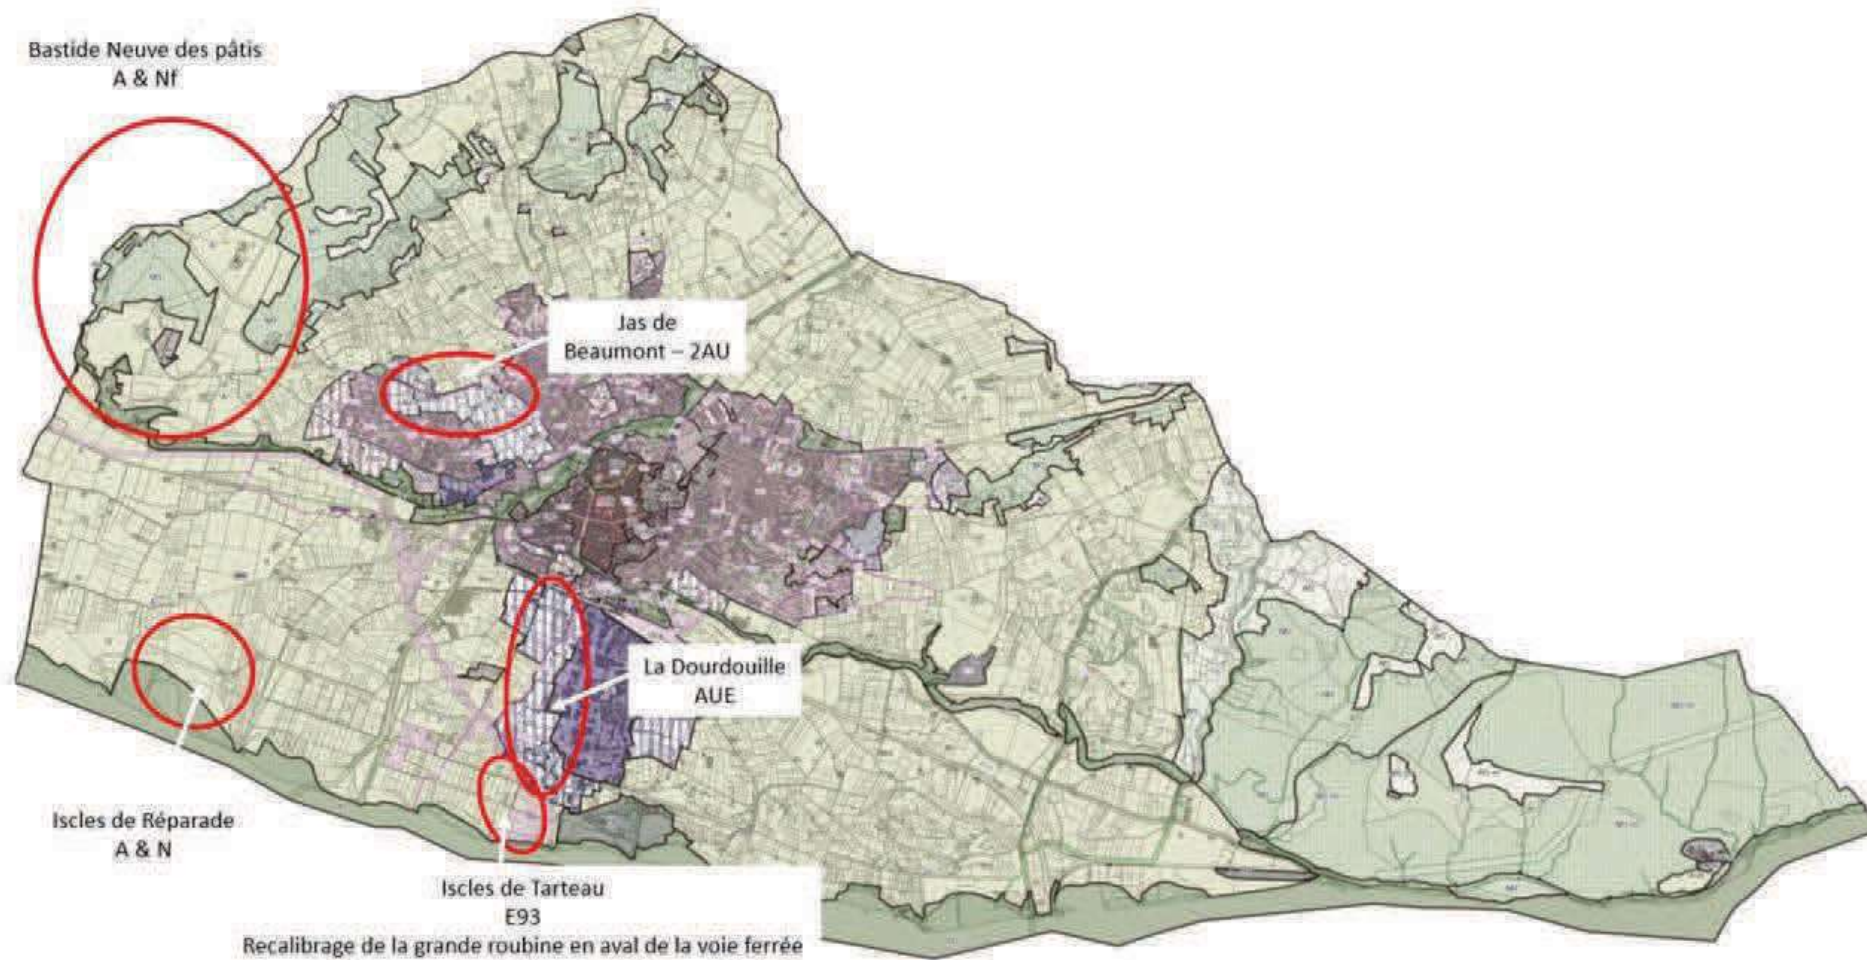 Bastide Neuve des pâtis
A & Nf
Jas de
Beaumont – 2AU
La Dourdouille
AUE
Iscles de Réparade
A & N
Iscles de Tarteau
E93
Recalibrage de la grande roubine en aval de la voie ferrée